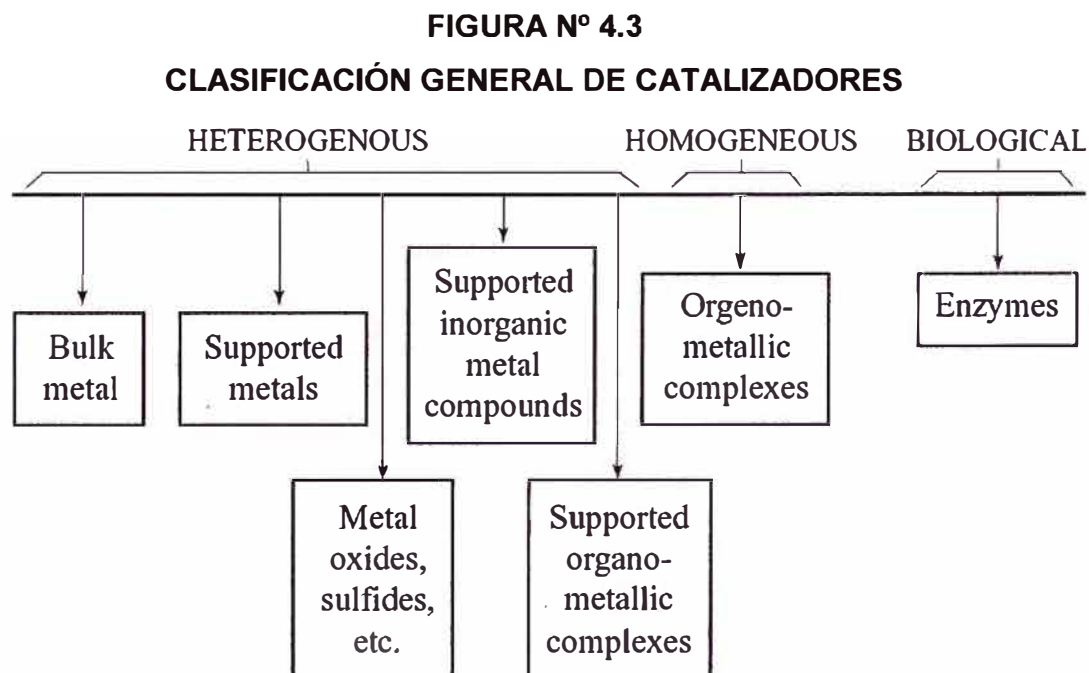 FIGURA Nº 4.3
CLASIFICACIÓN GENERAL DE CATALIZADORES
HETEROGENOUS
HOMOGENEOUS
BIOLOGICAL
Bulk
metal
Supported
metals
Metal
oxides,
sulfides,
etc.
Supported
inorganic
metal
compounds
Supported
organo-
metallic
complexes
Orgeno-
metallic
complexes
Enzymes